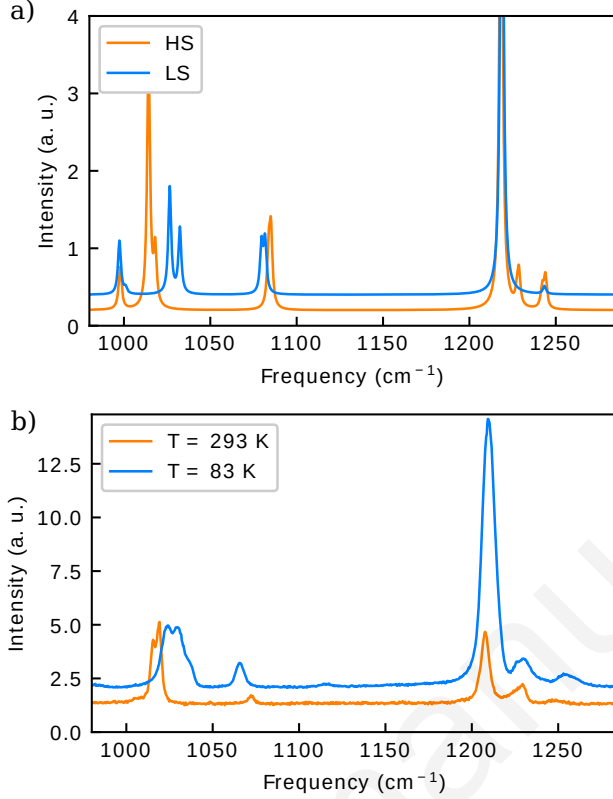 a)
4
3
2
1
0
Intensity (a. u.)
HS
LS
1000 1050 1100 1150 1200 1250
Frequency (cm⁻¹)
b)
12.5
10.0
7.5
5.0
2.5
0.0
Intensity (a. u.)
T = 293 K
T = 83 K
1000 1050 1100 1150 1200 1250
Frequency (cm⁻¹)
manu